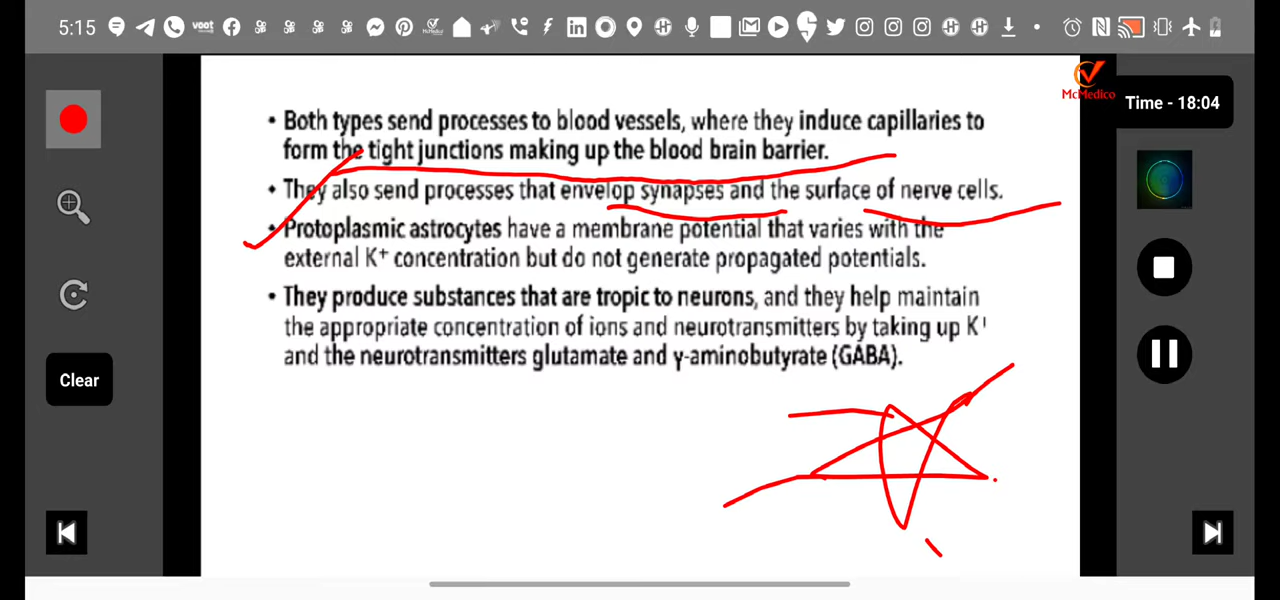 5:15
voot
McMedico
McMedico
Time - 18:04
• Both types send processes to blood vessels, where they induce capillaries to
form the tight junctions making up the blood brain barrier.
• They also send processes that envelop synapses and the surface of nerve cells.
• Protoplasmic astrocytes have a membrane potential that varies with the
external K⁺ concentration but do not generate propagated potentials.
• They produce substances that are tropic to neurons, and they help maintain
the appropriate concentration of ions and neurotransmitters by taking up K⁺
and the neurotransmitters glutamate and γ-aminobutyrate (GABA).
Clear